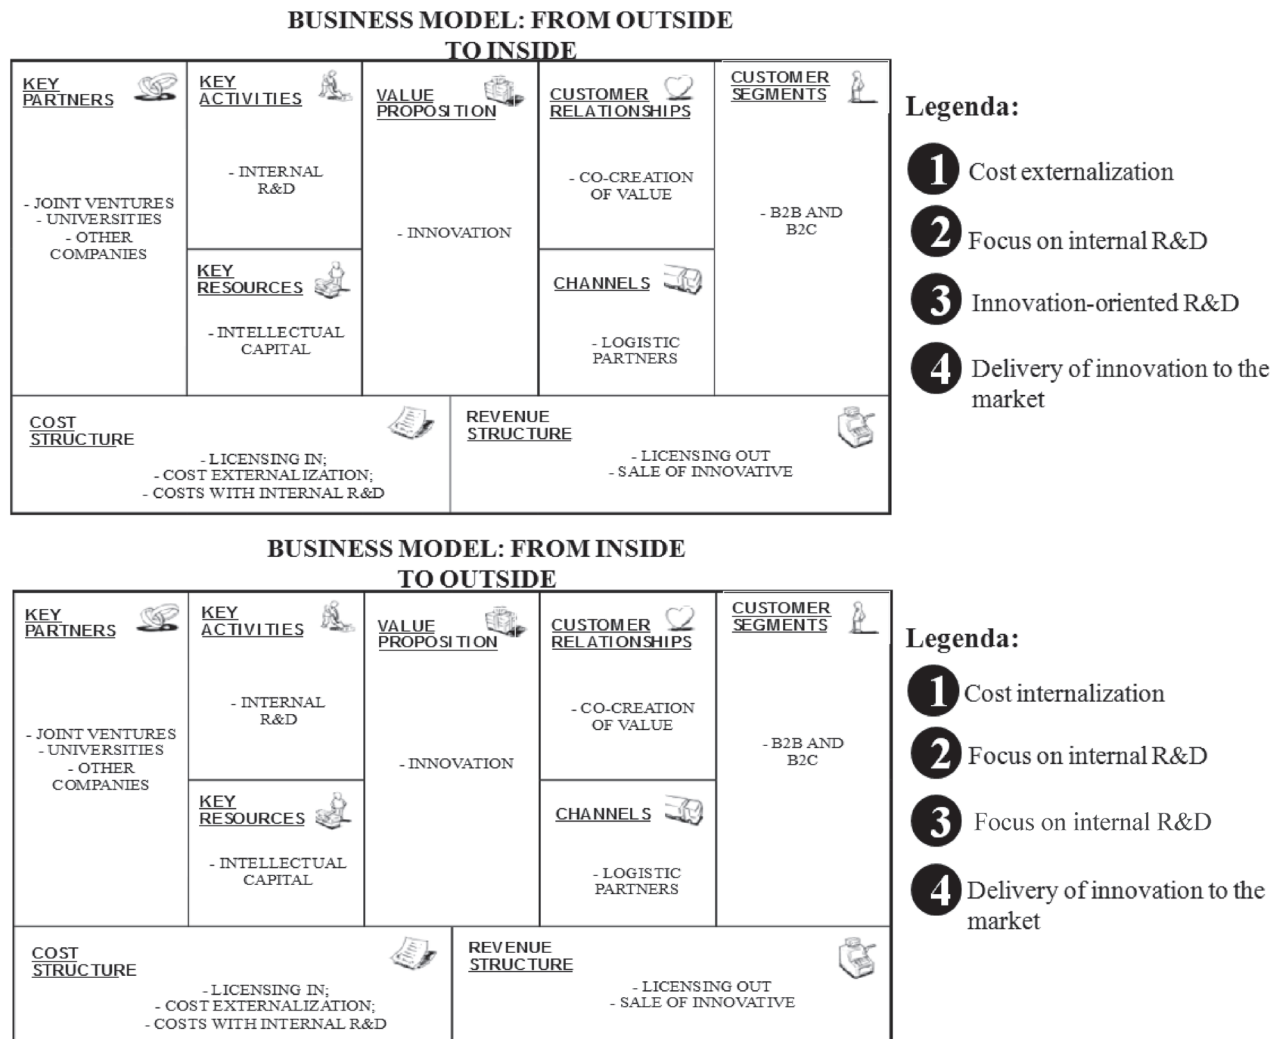 BUSINESS MODEL: FROM OUTSIDE
TO INSIDE
KEY
PARTNERS
- JOINT VENTURES
- UNIVERSITIES
- OTHER
COMPANIES
KEY
ACTIVITIES
- INTERNAL
R&D
KEY
RESOURCES
- INTELLECTUAL
CAPITAL
VALUE
PROPOSITION
- INNOVATION
CUSTOMER
RELATIONSHIPS
- CO-CREATION
OF VALUE
CHANNELS
- LOGISTIC
PARTNERS
CUSTOMER
SEGMENTS
- B2B AND
B2C
COST
STRUCTURE
- LICENSING IN;
- COST EXTERNALIZATION;
- COSTS WITH INTERNAL R&D
REVENUE
STRUCTURE
- LICENSING OUT
- SALE OF INNOVATIVE
Legenda:
1 Cost externalization
2 Focus on internal R&D
3 Innovation-oriented R&D
4 Delivery of innovation to the
market
BUSINESS MODEL: FROM INSIDE
TO OUTSIDE
KEY
PARTNERS
- JOINT VENTURES
- UNIVERSITIES
- OTHER
COMPANIES
KEY
ACTIVITIES
- INTERNAL
R&D
KEY
RESOURCES
- INTELLECTUAL
CAPITAL
VALUE
PROPOSITION
- INNOVATION
CUSTOMER
RELATIONSHIPS
- CO-CREATION
OF VALUE
CHANNELS
- LOGISTIC
PARTNERS
CUSTOMER
SEGMENTS
- B2B AND
B2C
COST
STRUCTURE
- LICENSING IN;
- COST EXTERNALIZATION;
- COSTS WITH INTERNAL R&D
REVENUE
STRUCTURE
- LICENSING OUT
- SALE OF INNOVATIVE
Legenda:
1 Cost internalization
2 Focus on internal R&D
3 Focus on internal R&D
4 Delivery of innovation to the
market